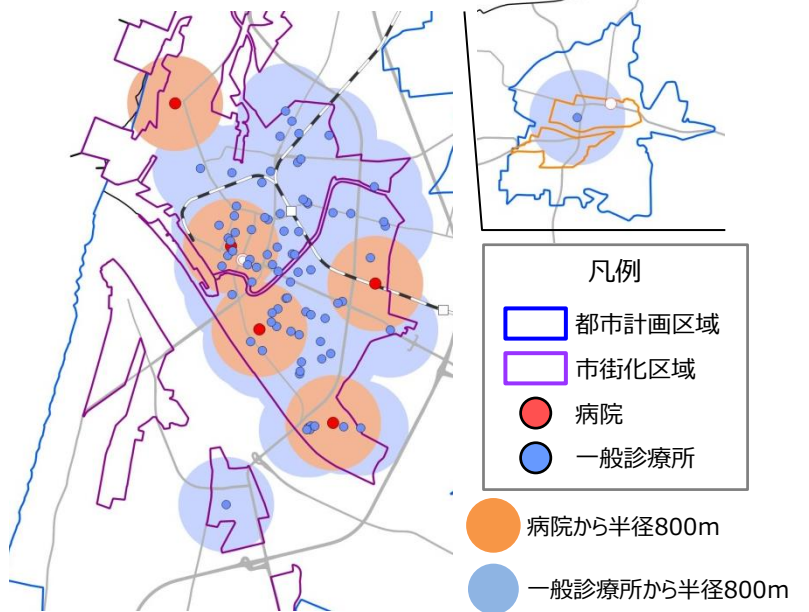 凡例
都市計画区域
市街化区域
病院
一般診療所
病院から半径800m
一般診療所から半径800m